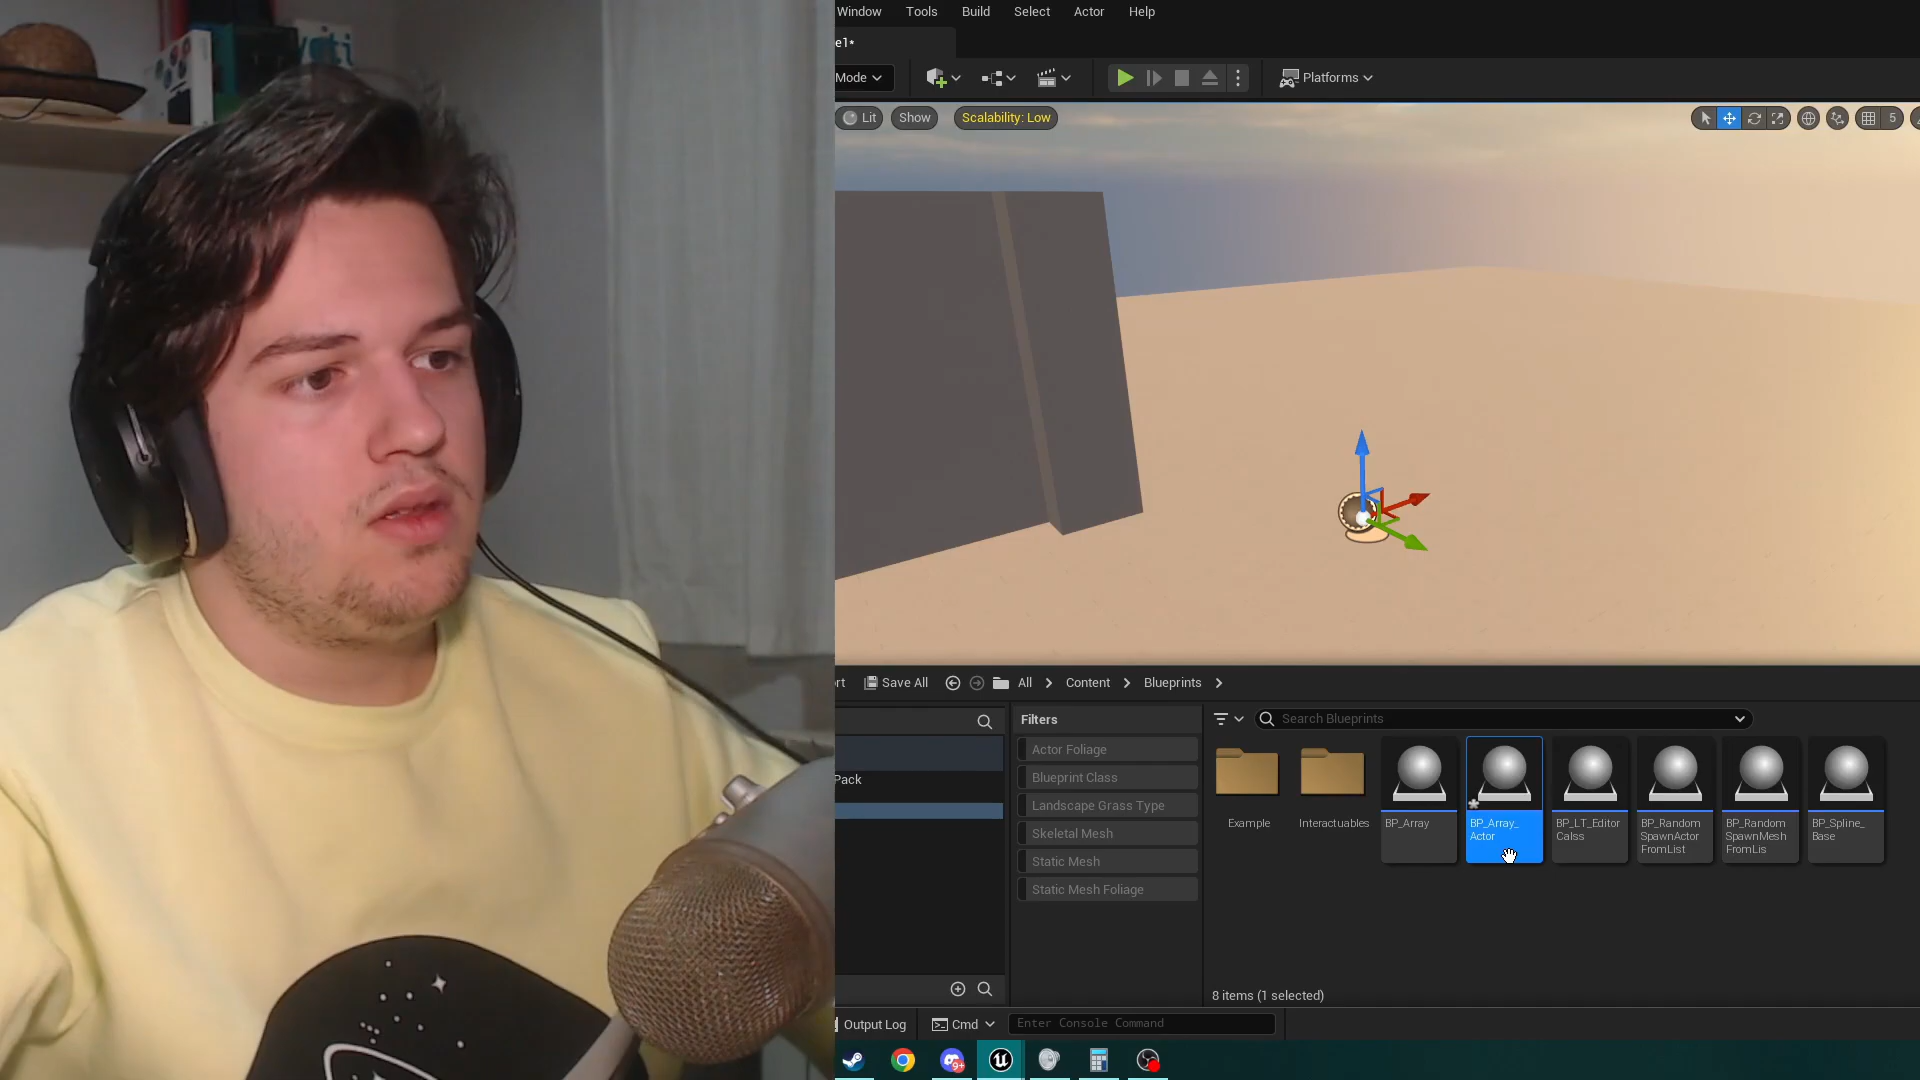 Window Tools Build Select Actor Help
el*
Mode
Platforms
Lit
Show
Scalability: Low
5
rt
Save All
All
Content
Blueprints
Filters
Search Blueprints
Actor Foliage
Pack
Blueprint Class
Landscape Grass Type
Skeletal Mesh
Static Mesh
Static Mesh Foliage
Example
Interactuables
BP_Array
BP_Array_
Actor
BP_LT_Editor
Calss
BP_Random
SpawnActor
FromList
BP_Random
SpawnMesh
FromLis
BP_Spline_
Base
8 items (1 selected)
Output Log
Cmd
Enter Console Command
9+